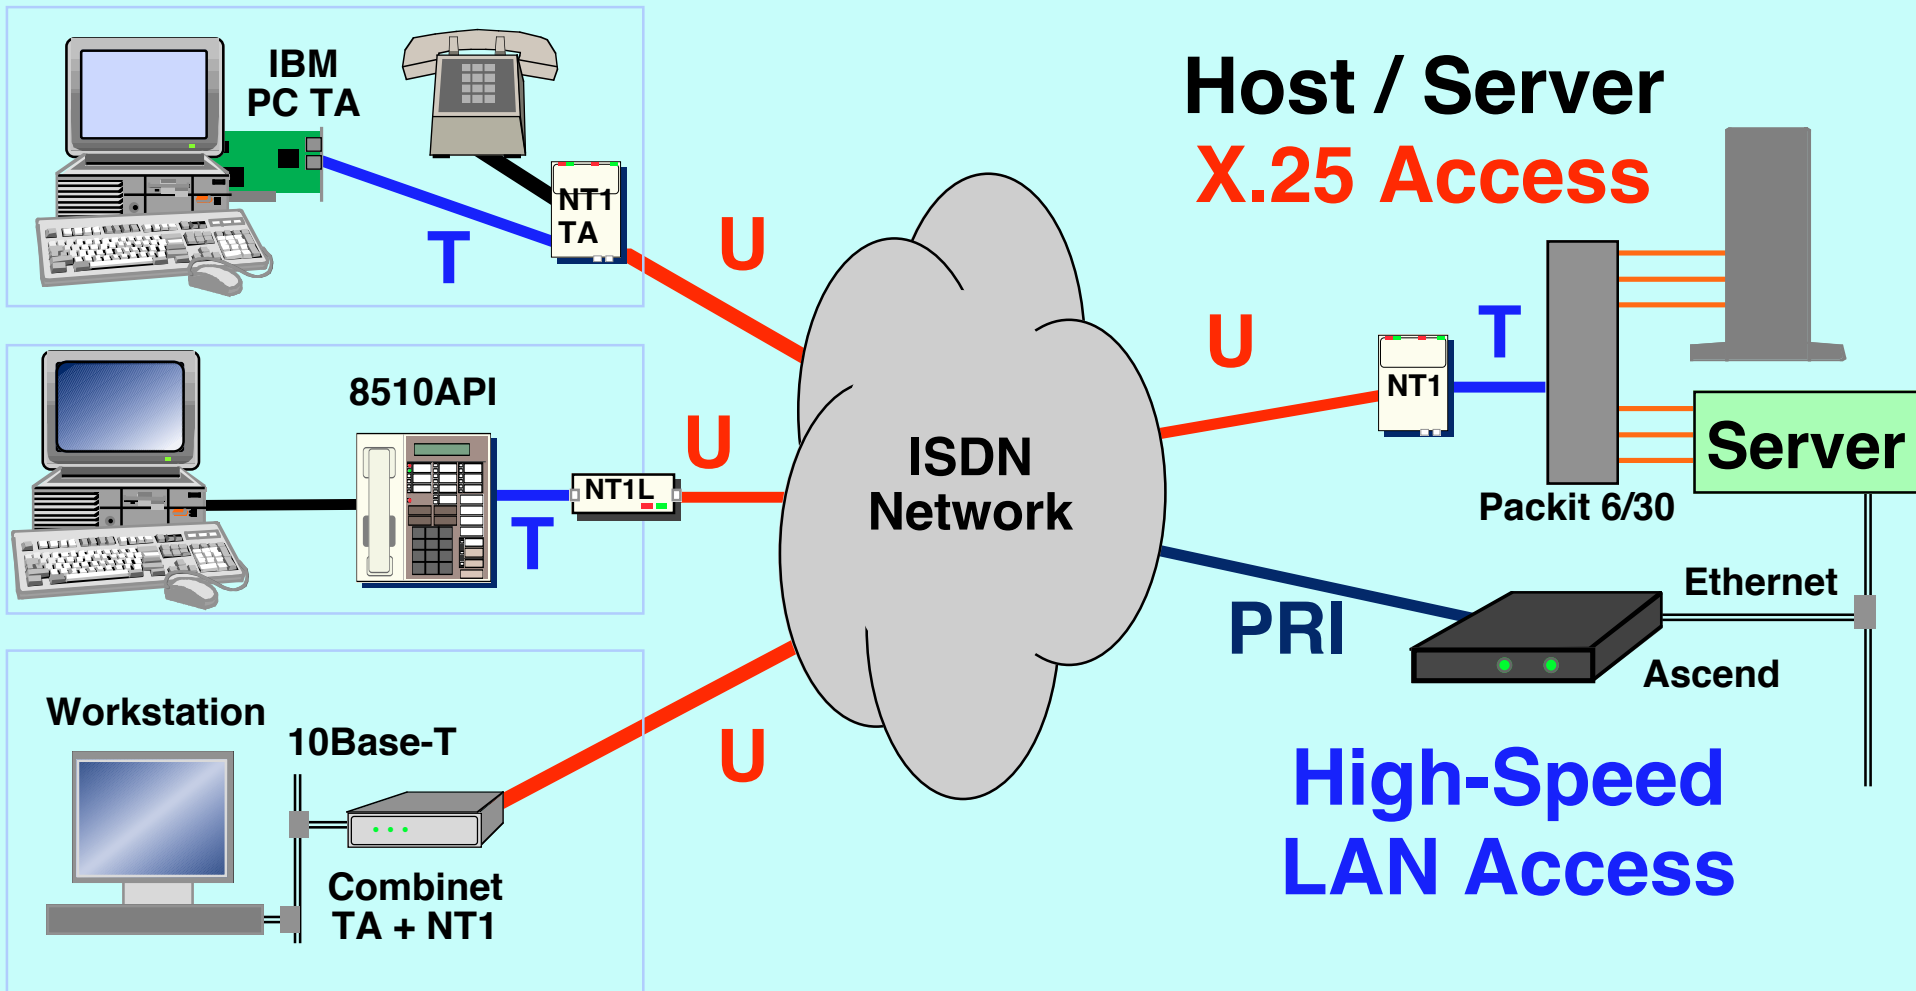 IBM
PC TA
NT1
TA
T
U
8510API
NT1L
T
U
Workstation
10Base-T
Combinet
TA + NT1
U
ISDN
Network
Host / Server
X.25 Access
U
NT1
T
Packit 6/30
Server
PRI
Ethernet
Ascend
High-Speed
LAN Access